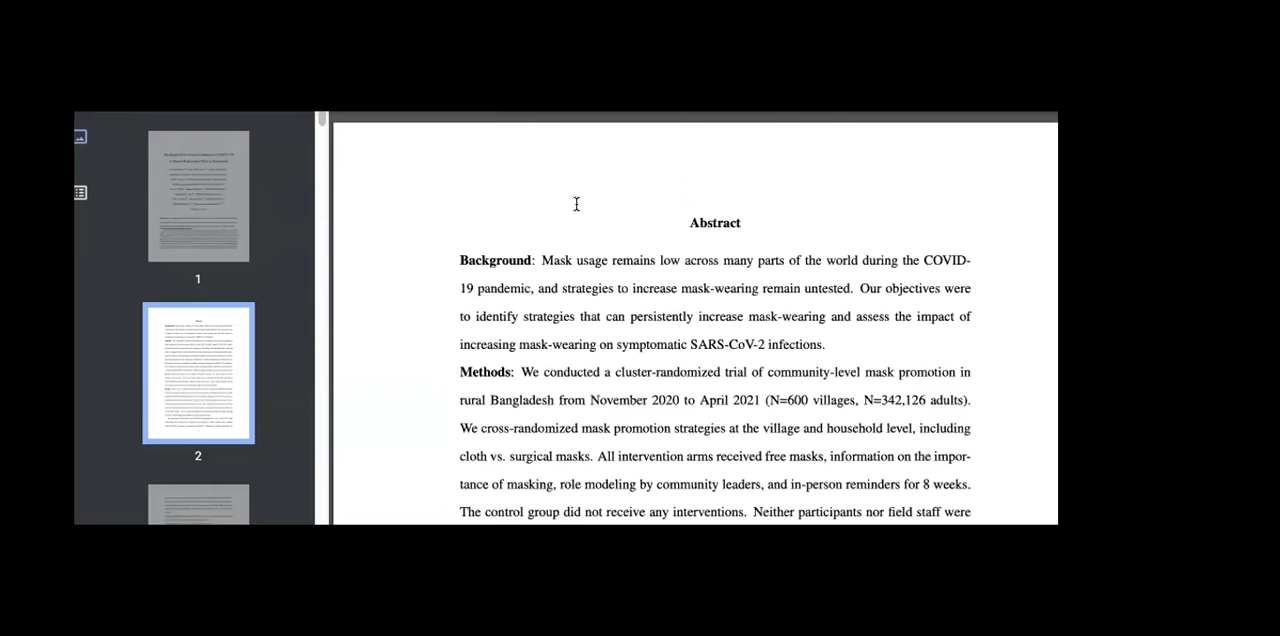 1
2
Abstract
Background: Mask usage remains low across many parts of the world during the COVID-
19 pandemic, and strategies to increase mask-wearing remain untested. Our objectives were
to identify strategies that can persistently increase mask-wearing and assess the impact of
increasing mask-wearing on symptomatic SARS-CoV-2 infections.
Methods: We conducted a cluster-randomized trial of community-level mask promotion in
rural Bangladesh from November 2020 to April 2021 (N=600 villages, N=342,126 adults).
We cross-randomized mask promotion strategies at the village and household level, including
cloth vs. surgical masks. All intervention arms received free masks, information on the impor-
tance of masking, role modeling by community leaders, and in-person reminders for 8 weeks.
The control group did not receive any interventions. Neither participants nor field staff were